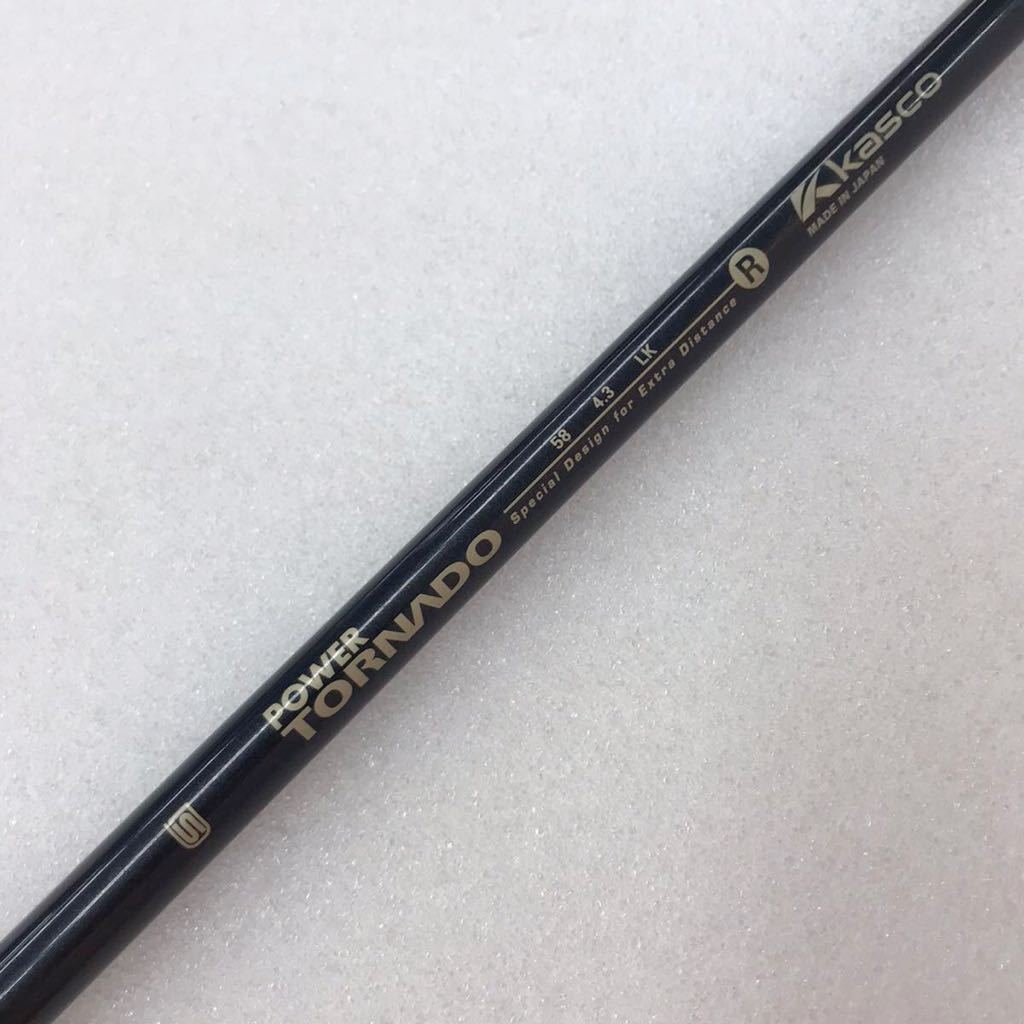 POWER
TORNADO
58 4.3 LK
Special Design for Extra Distance
R
kasco
MADE IN JAPAN